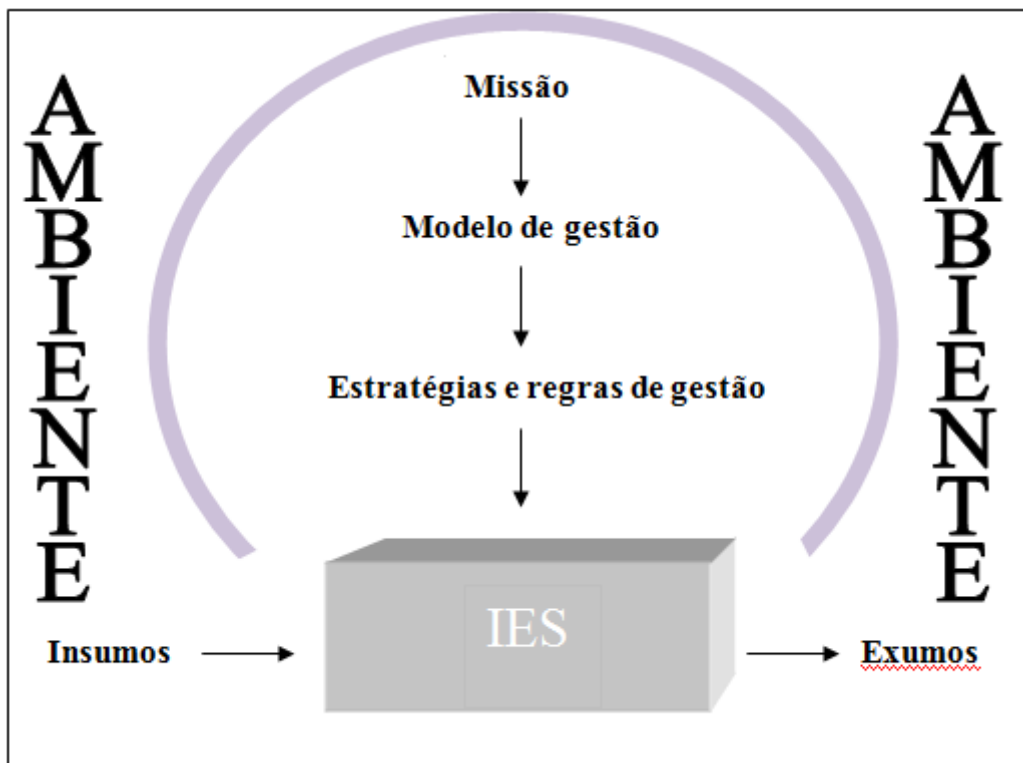 AMBIENTE
Missão
Modelo de gestão
Estratégias e regras de gestão
IES
Insumos
Exumos
AMBIENTE